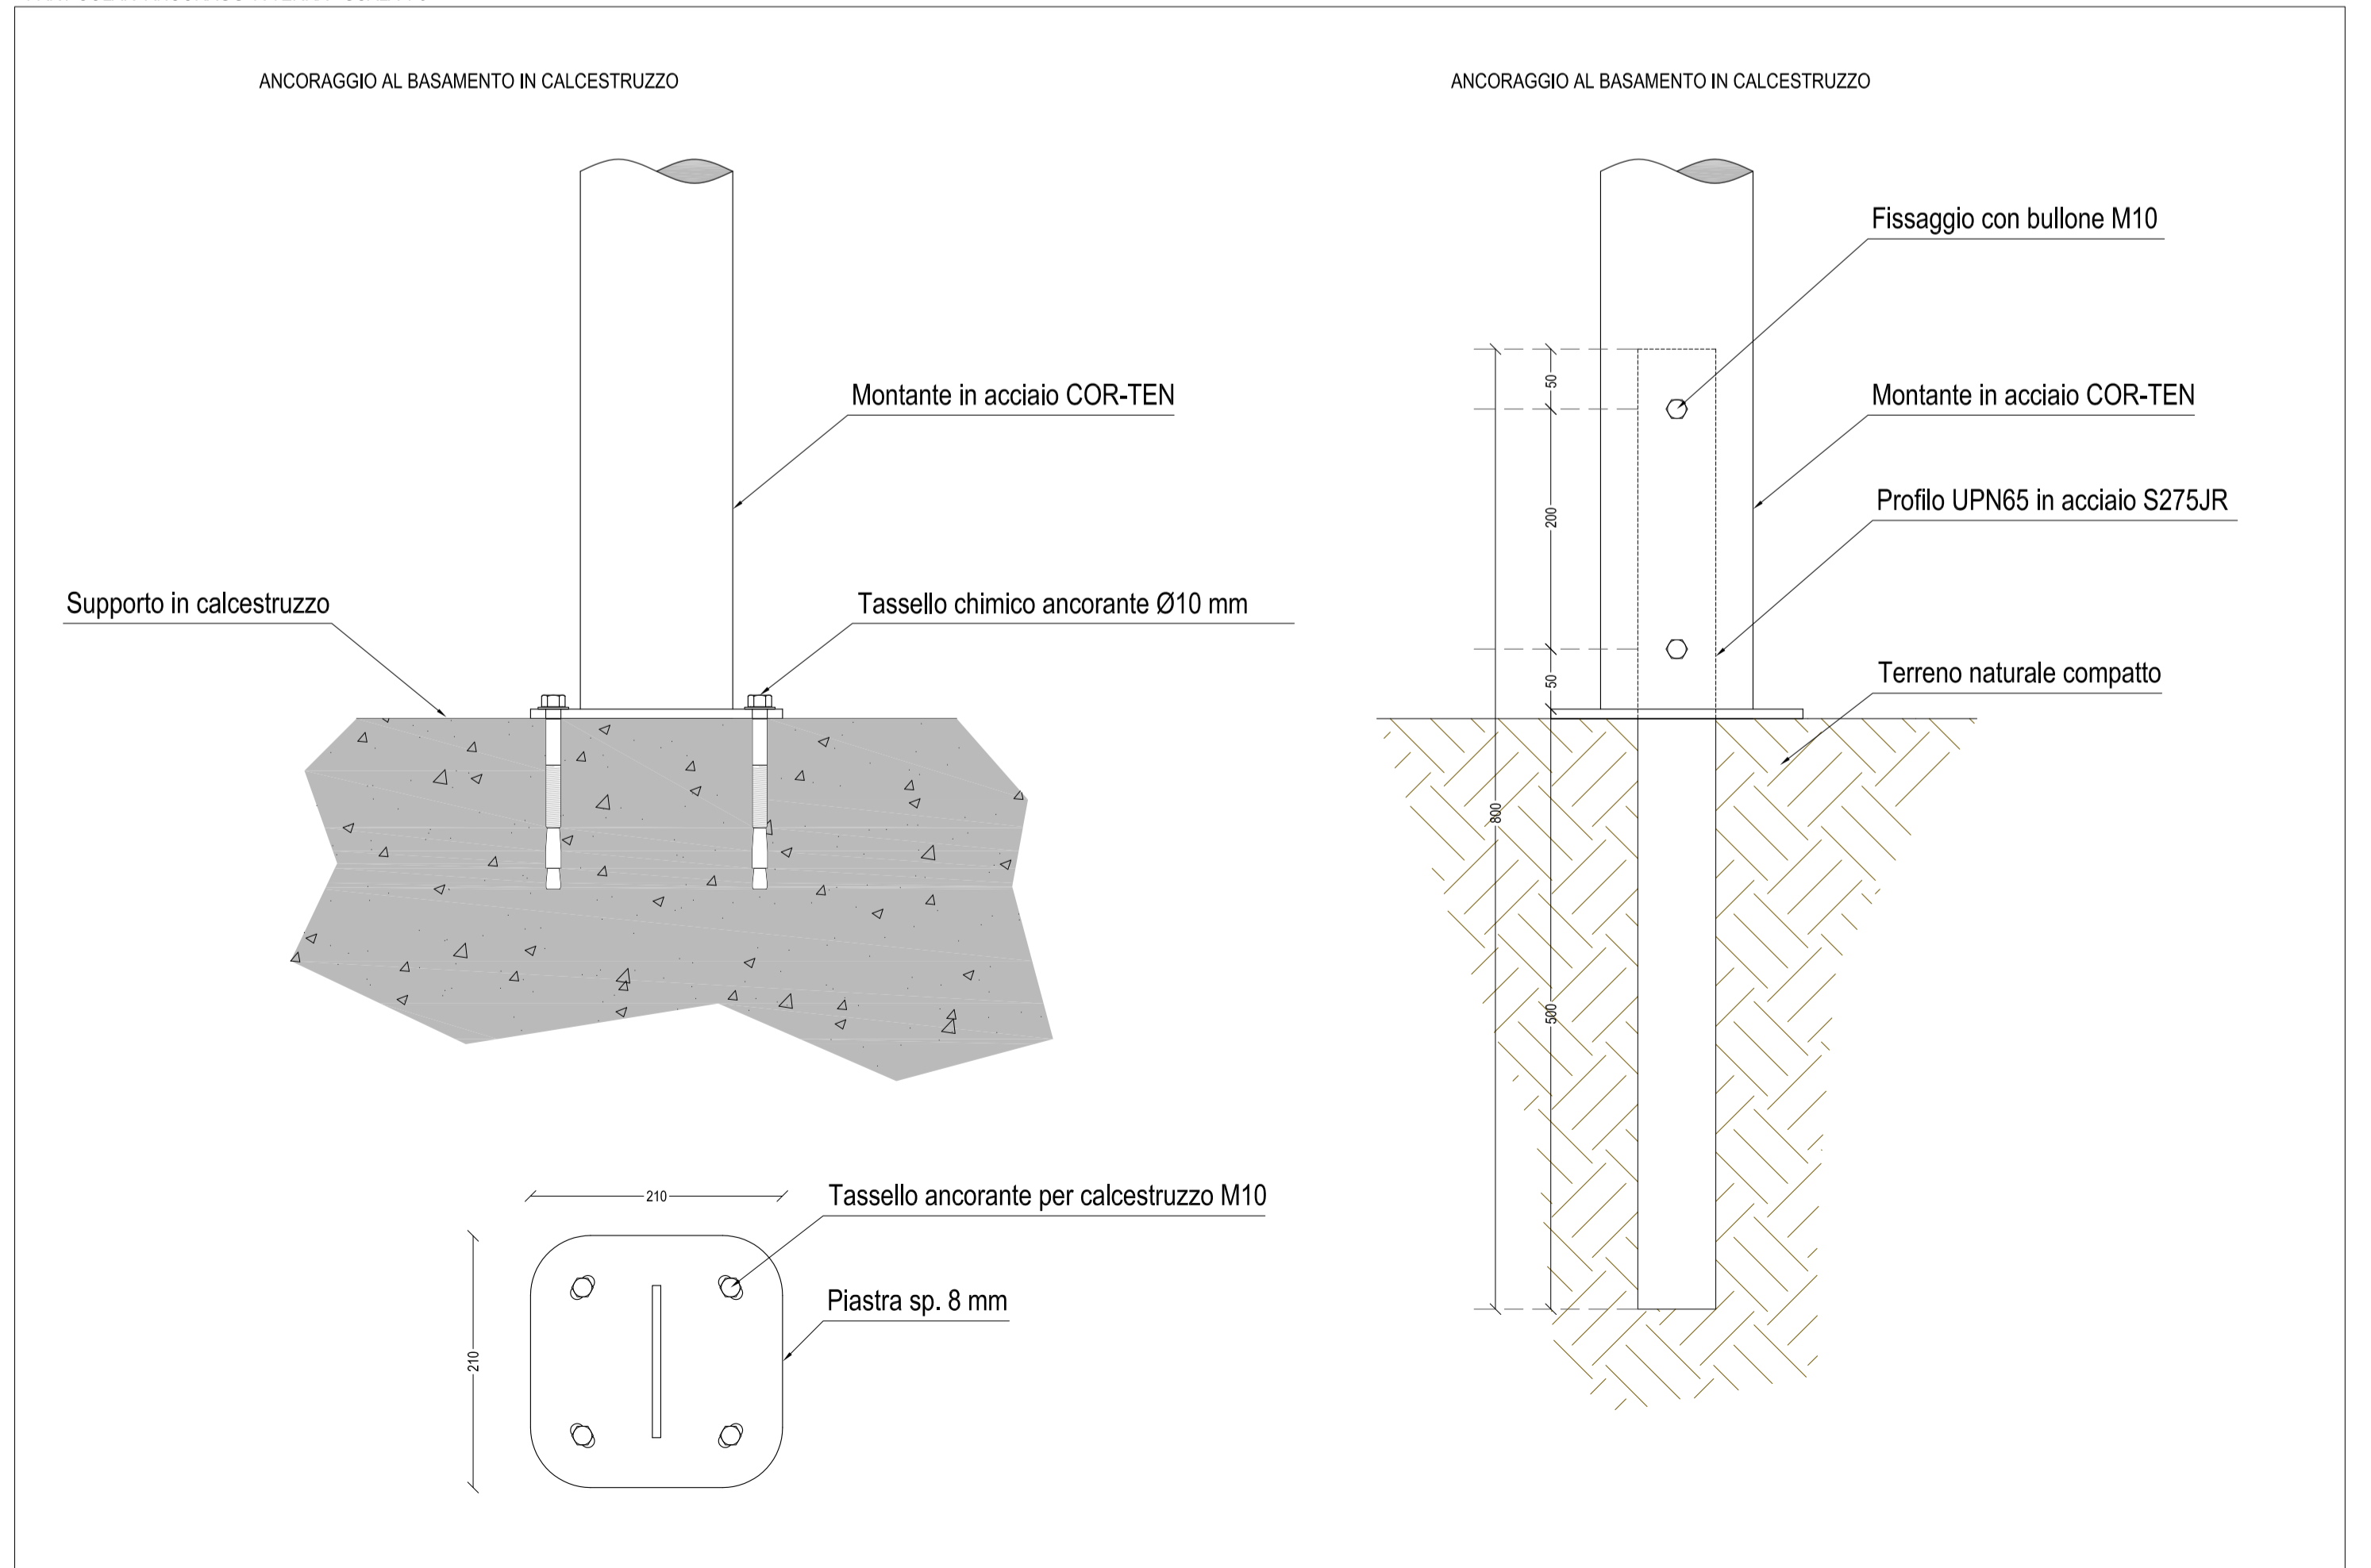 ANCORAGGIO AL BASAMENTO IN CALCESTRUZZO
Montante in acciaio COR-TEN
Supporto in calcestruzzo
Tassello chimico ancorante Ø10 mm
210
Tassello ancorante per calcestruzzo M10
210
Piastra sp. 8 mm
ANCORAGGIO AL BASAMENTO IN CALCESTRUZZO
Fissaggio con bullone M10
50
Montante in acciaio COR-TEN
200
Profilo UPN65 in acciaio S275JR
50
Terreno naturale compatto
800
500